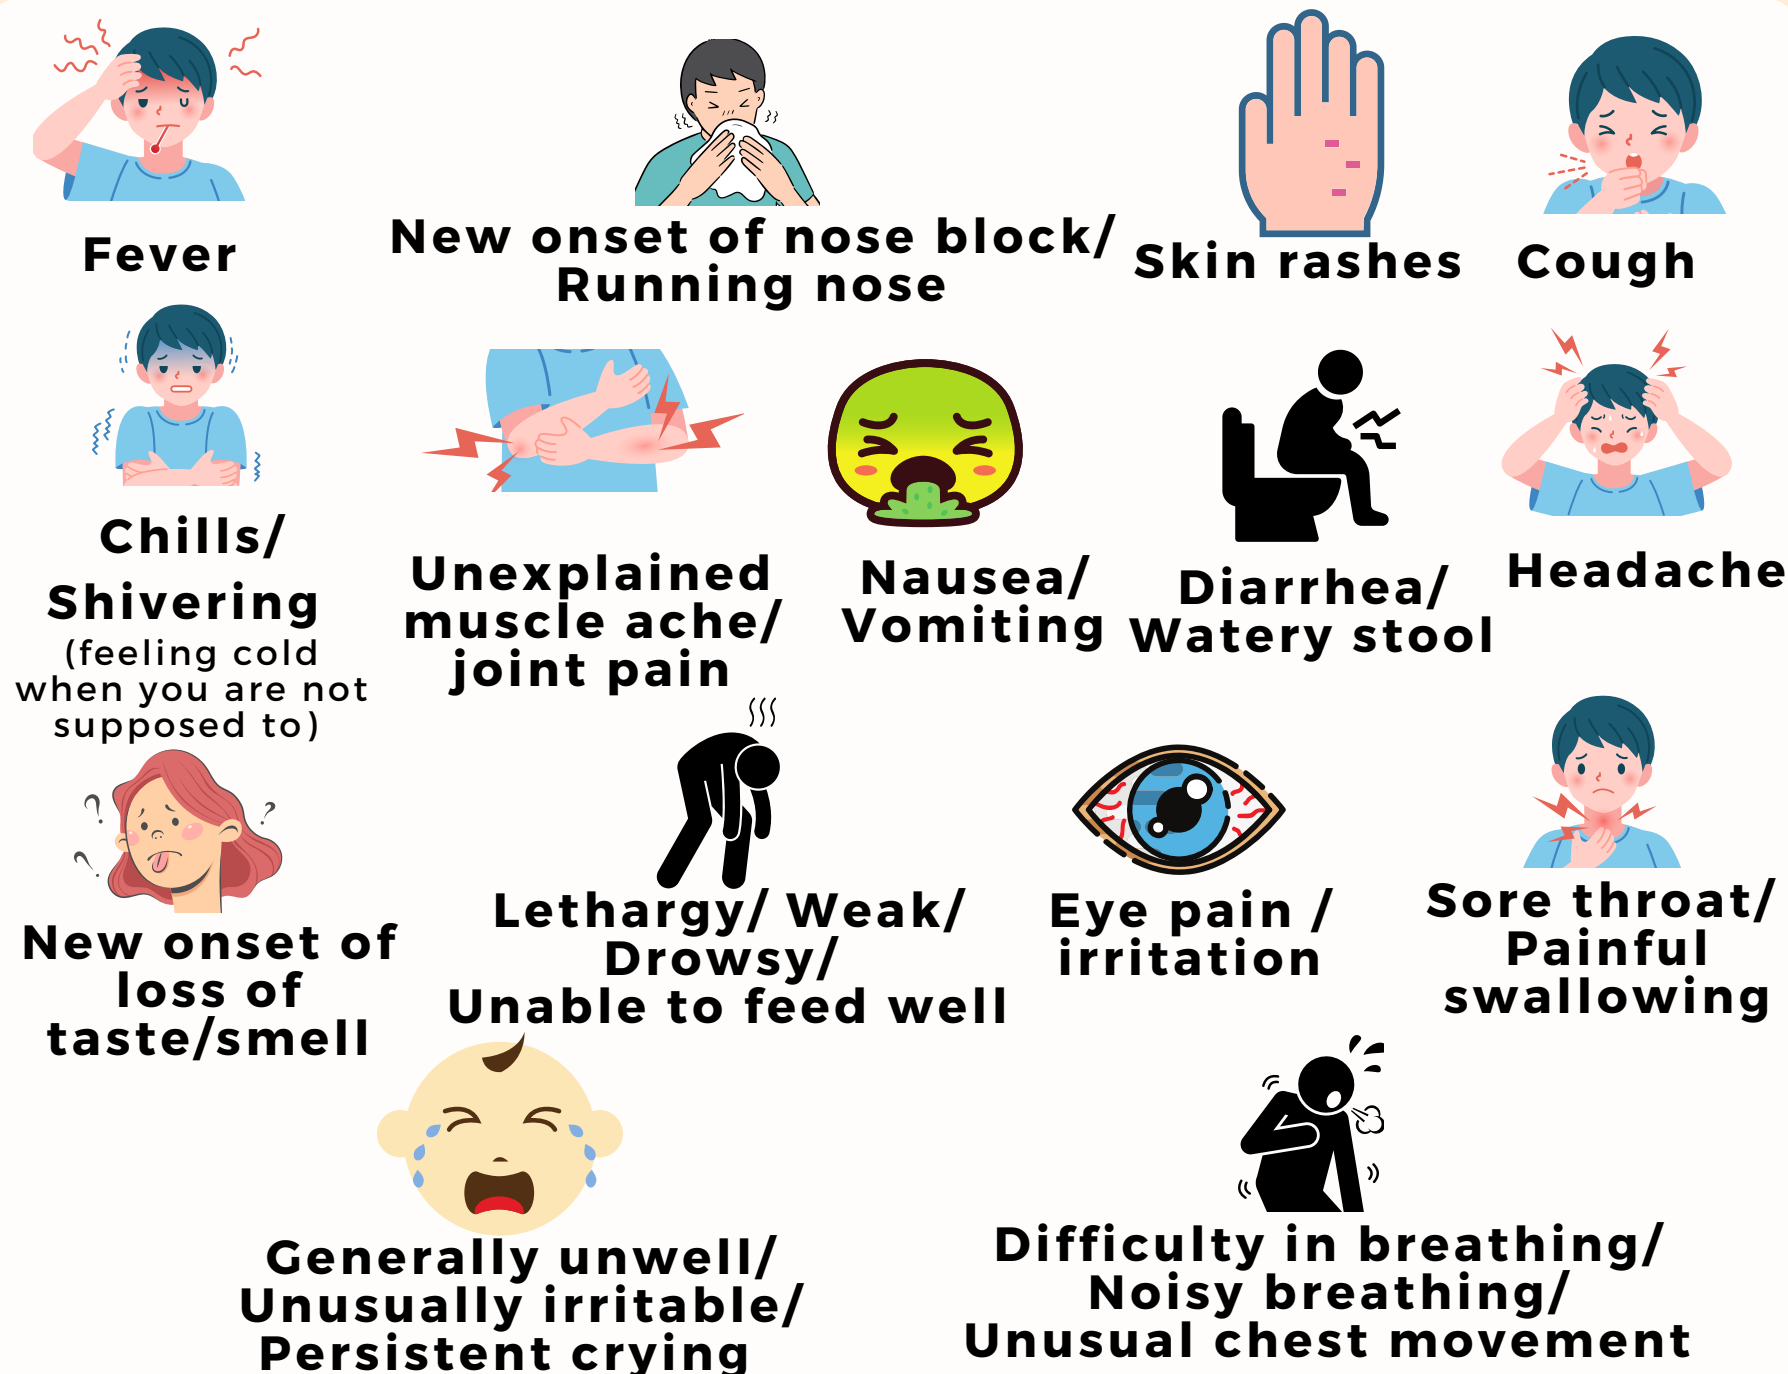 Fever
New onset of nose block/
Running nose
Skin rashes
Cough
Chills/
Shivering
(feeling cold
when you are not
supposed to)
Unexplained
muscle ache/
joint pain
Nausea/
Vomiting
Diarrhea/
Watery stool
Headache
New onset of
loss of
taste/smell
Lethargy/ Weak/
Drowsy/
Unable to feed well
Eye pain /
irritation
Sore throat/
Painful
swallowing
Generally unwell/
Unusually irritable/
Persistent crying
Difficulty in breathing/
Noisy breathing/
Unusual chest movement